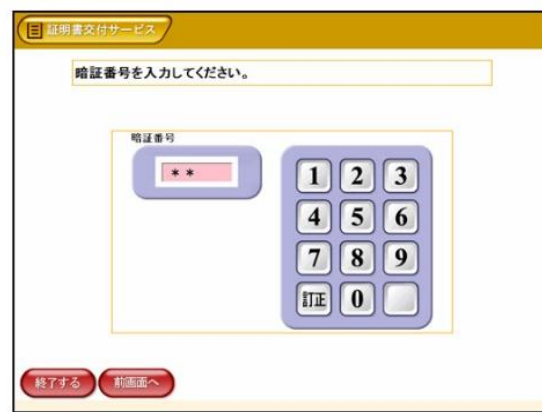 証明書交付サービス
暗証番号を入力してください。
暗証番号
**
1 2 3
4 5 6
7 8 9
訂正 0
終了する 前画面へ